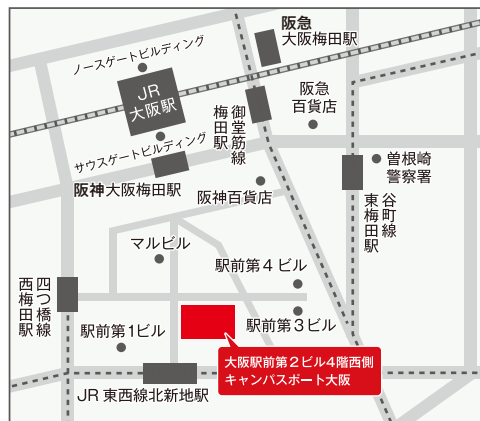 阪急
大阪梅田駅
ノースゲートビルディング
JR
大阪駅
阪急
百貨店
御堂筋線
梅田駅
サウスゲートビルディング
阪神大阪梅田駅
曽根崎
警察署
阪神百貨店
谷町線
東梅田駅
マルビル
駅前第4ビル
四つ橋線
西梅田駅
駅前第1ビル
駅前第3ビル
大阪駅前第2ビル4階西側
キャンパスポート大阪
JR東西線北新地駅